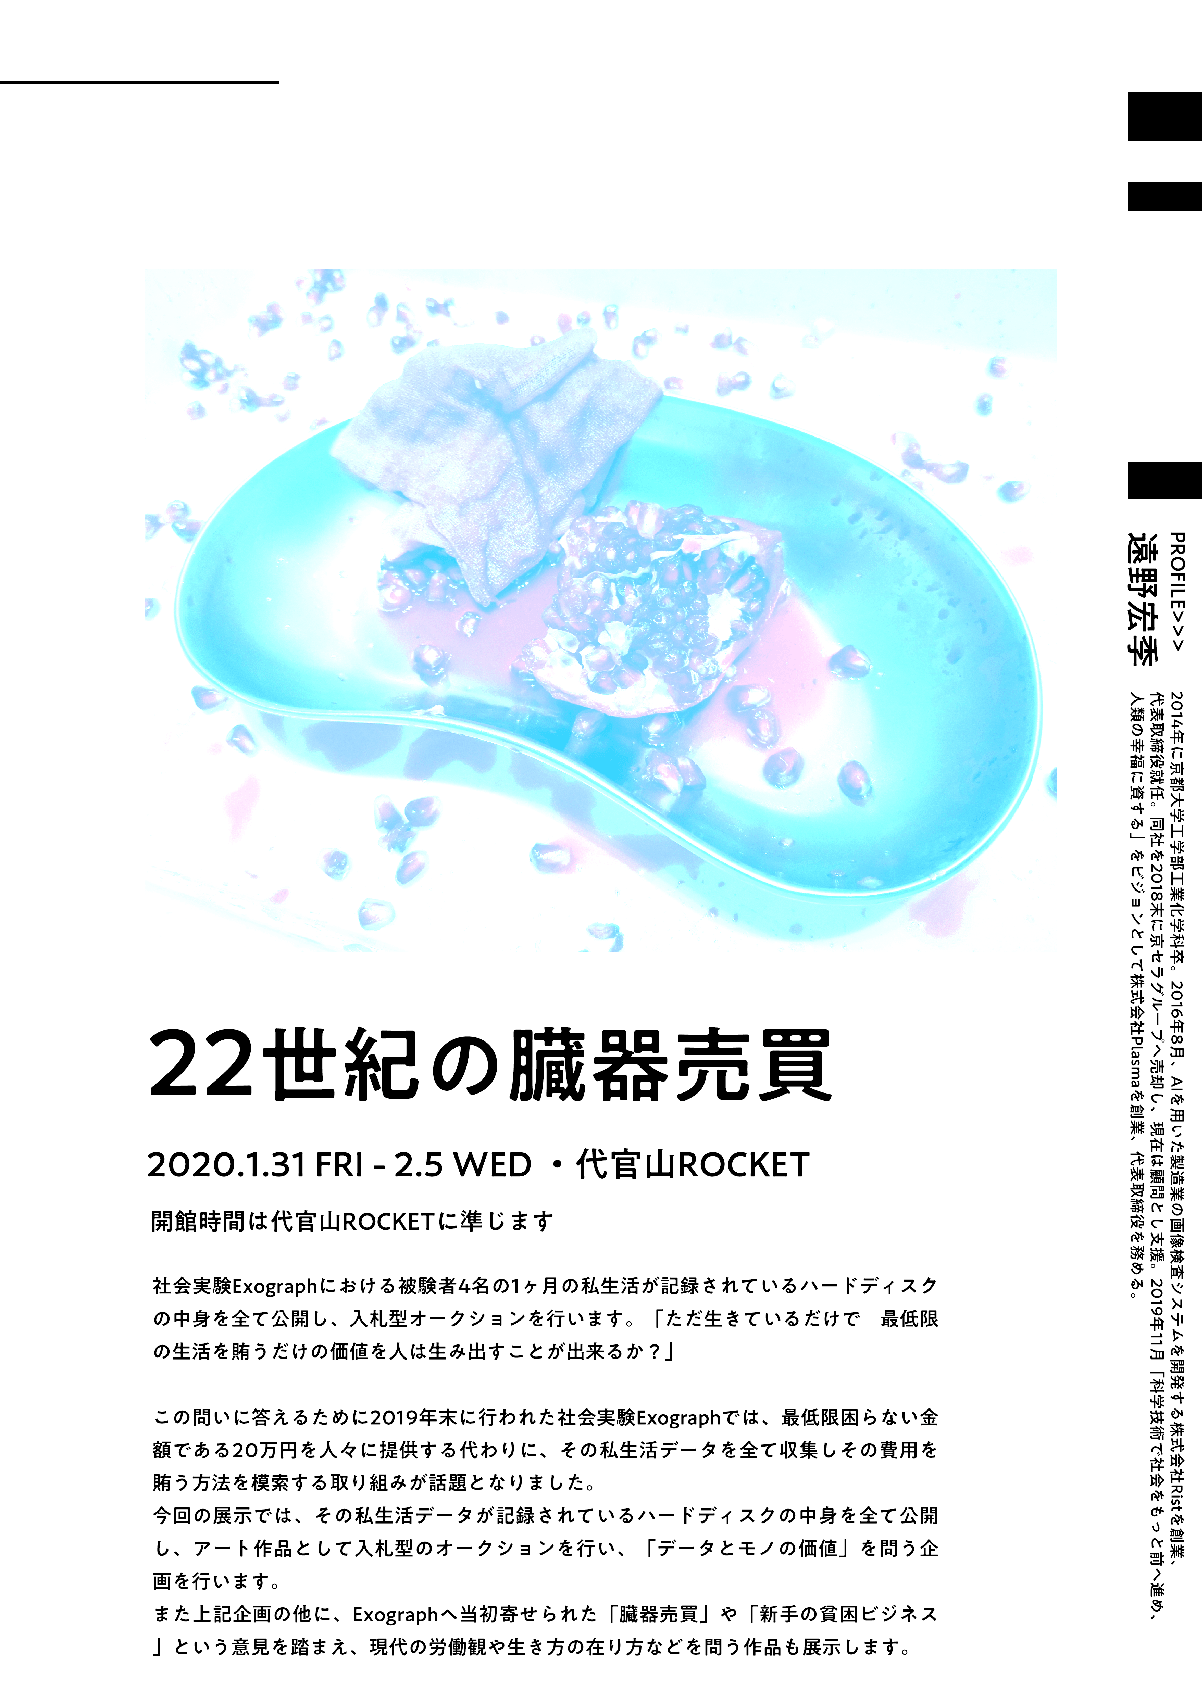 22世紀の臓器売買
2020.1.31 FRI - 2.5 WED ・代官山ROCKET
開館時間は代官山ROCKETに準じます
社会実験Exographにおける被験者4名の1ヶ月の私生活が記録されているハードディスク
の中身を全て公開し、入札型オークションを行います。「ただ生きているだけで　最低限
の生活を賄うだけの価値を人は生み出すことが出来るか？」
この問いに答えるために2019年末に行われた社会実験Exographでは、最低限困らない金
額である20万円を人々に提供する代わりに、その私生活データを全て収集しその費用を
賄う方法を模索する取り組みが話題となりました。
今回の展示では、その私生活データが記録されているハードディスクの中身を全て公開
し、アート作品として入札型のオークションを行い、「データとモノの価値」を問う企
画を行います。
また上記企画の他に、Exographへ当初寄せられた「臓器売買」や「新手の貧困ビジネス
」という意見を踏まえ、現代の労働観や生き方の在り方などを問う作品も展示します。
PROFILE>>>
遠野宏季
2014年に京都大学工学部工業化学科卒。2016年8月、AIを用いた製造業の画像検査システムを開発する株式会社Ristを創業、
代表取締役就任。同社を2018末に京セラグループへ売却し、現在は顧問とし支援。2019年11月「科学技術で社会をもっと前へ進め、
人類の幸福に資する」をビジョンとして株式会社Plasmaを創業、代表取締役を務める。